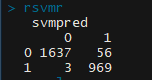 > rsvmr
svmpred
0 1
0 1637 56
1 3 969